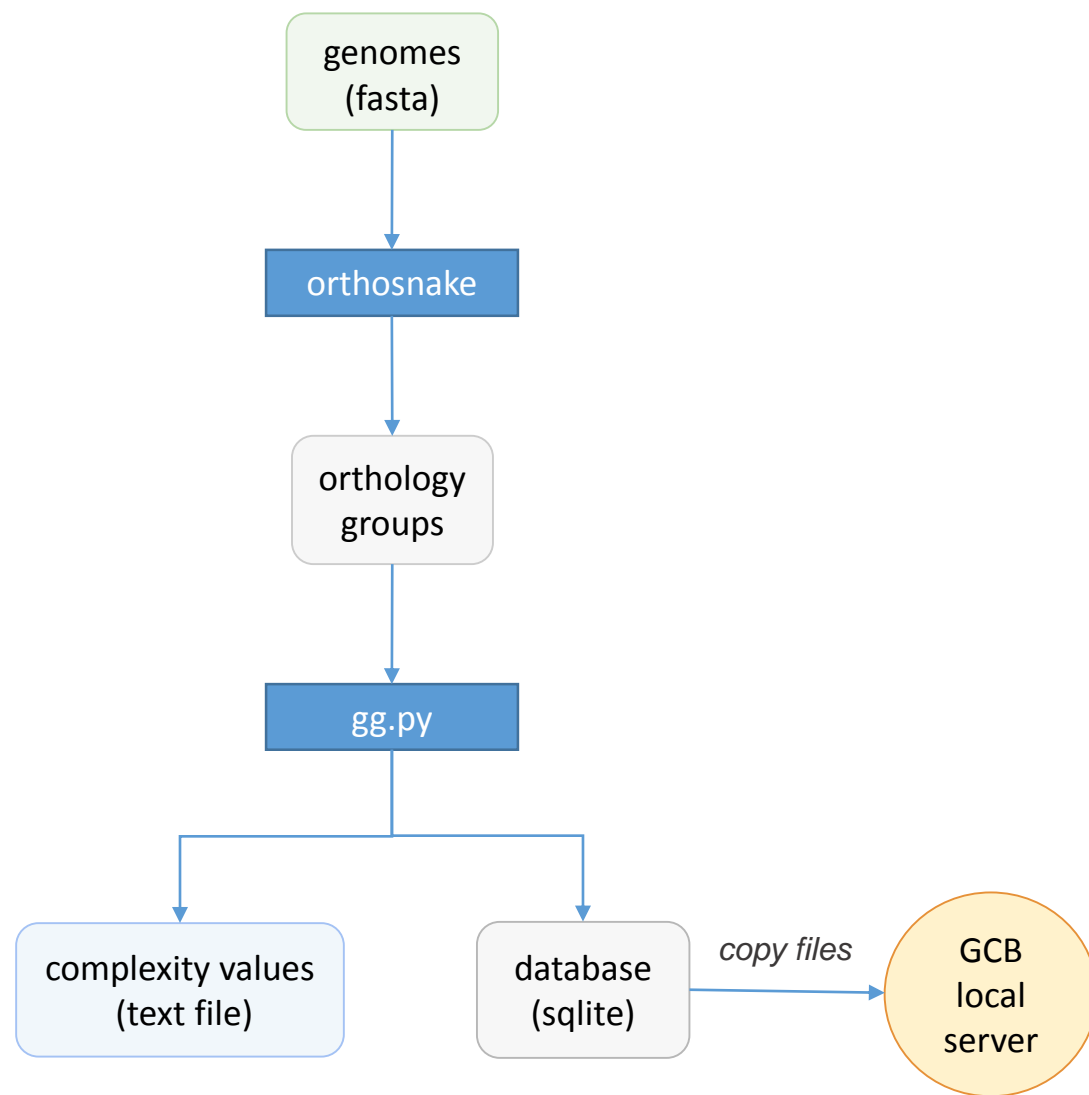 genomes
(fasta)
orthosnake
orthology
groups
gg.py
complexity values
(text file)
database
(sqlite)
copy files
GCB
local
server